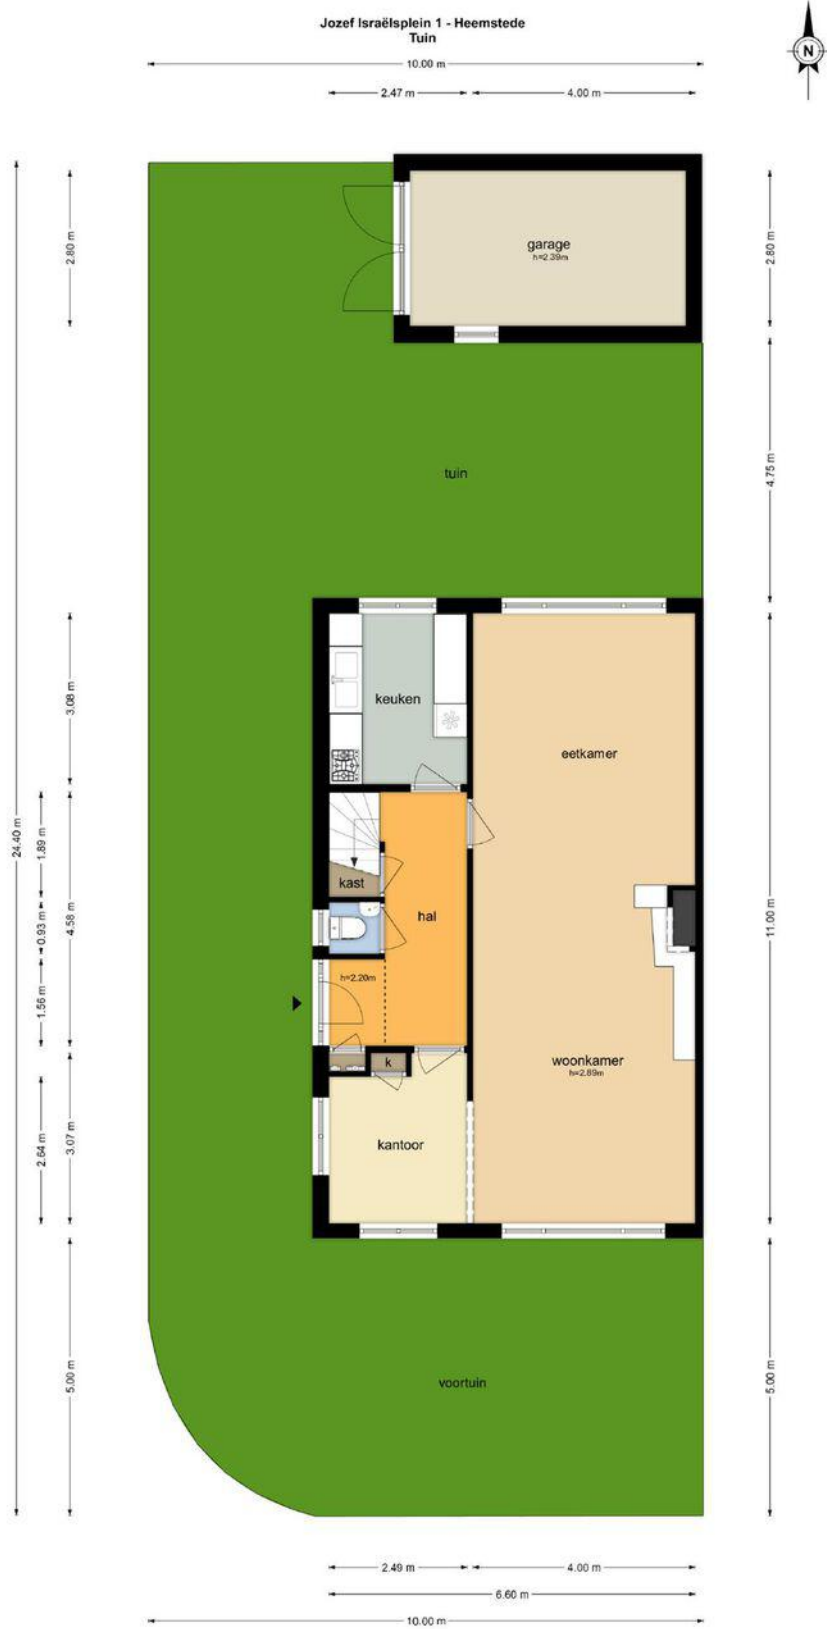 Jozef Israëlsplein 1 - Heemstede
Tuin
N
10.00 m
2.47 m
4.00 m
garage
h=2.39m
2.80 m
2.80 m
tuin
4.75 m
keuken
3.08 m
eetkamer
24.40 m
1.89 m
kast
hal
4.58 m
0.93 m
11.00 m
h=2.20m
1.56 m
k
woonkamer
h=2.89m
kantoor
2.64 m
3.07 m
voortuin
5.00 m
5.00 m
2.49 m
4.00 m
6.60 m
10.00 m